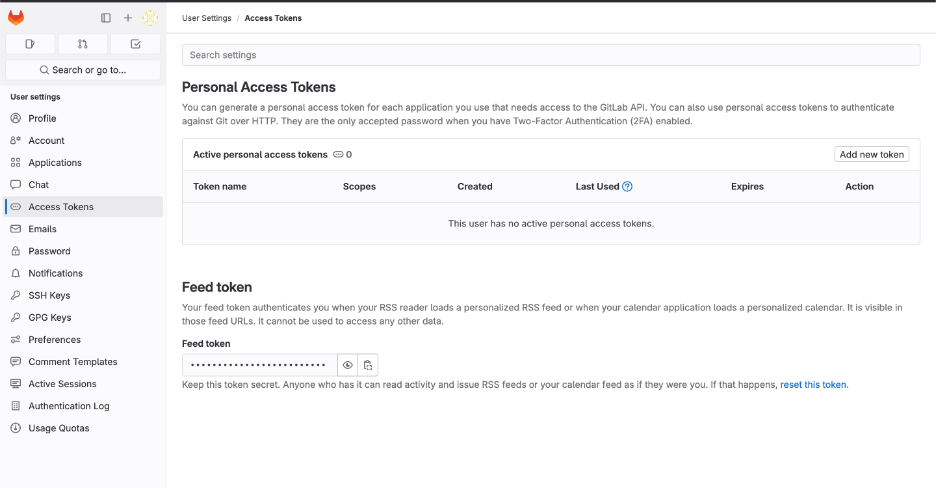 User Settings / Access Tokens
Search or go to...
User settings
Profile
Account
Applications
Chat
Access Tokens
Emails
Password
Notifications
SSH Keys
GPG Keys
Preferences
Comment Templates
Active Sessions
Authentication Log
Usage Quotas
Search settings
Personal Access Tokens
You can generate a personal access token for each application you use that needs access to the GitLab API. You can also use personal access tokens to authenticate
against Git over HTTP. They are the only accepted password when you have Two-Factor Authentication (2FA) enabled.
Active personal access tokens 0
Add new token
Token name Scopes Created Last Used Expires Action
This user has no active personal access tokens.
Feed token
Your feed token authenticates you when your RSS reader loads a personalized RSS feed or when your calendar application loads a personalized calendar. It is visible in
those feed URLs. It cannot be used to access any other data.
Feed token
Keep this token secret. Anyone who has it can read activity and issue RSS feeds or your calendar feed as if they were you. If that happens, reset this token.